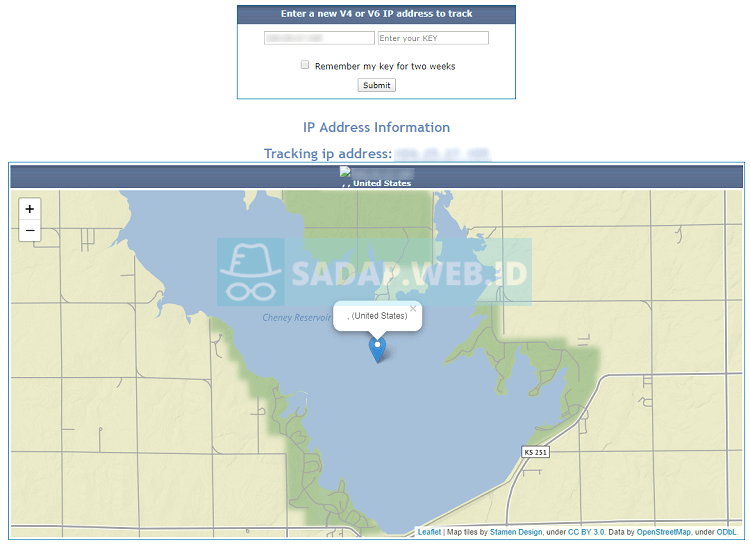 Enter a new V4 or V6 IP address to track
Enter your KEY
Remember my key for two weeks
Submit
IP Address Information
Tracking ip address:
, , United States
+
−
SADAP.WEB.ID
, (United States)
×
Cheney Reservoir
KS 251
Leaflet | Map tiles by Stamen Design, under CC BY 3.0. Data by OpenStreetMap, under ODbL.